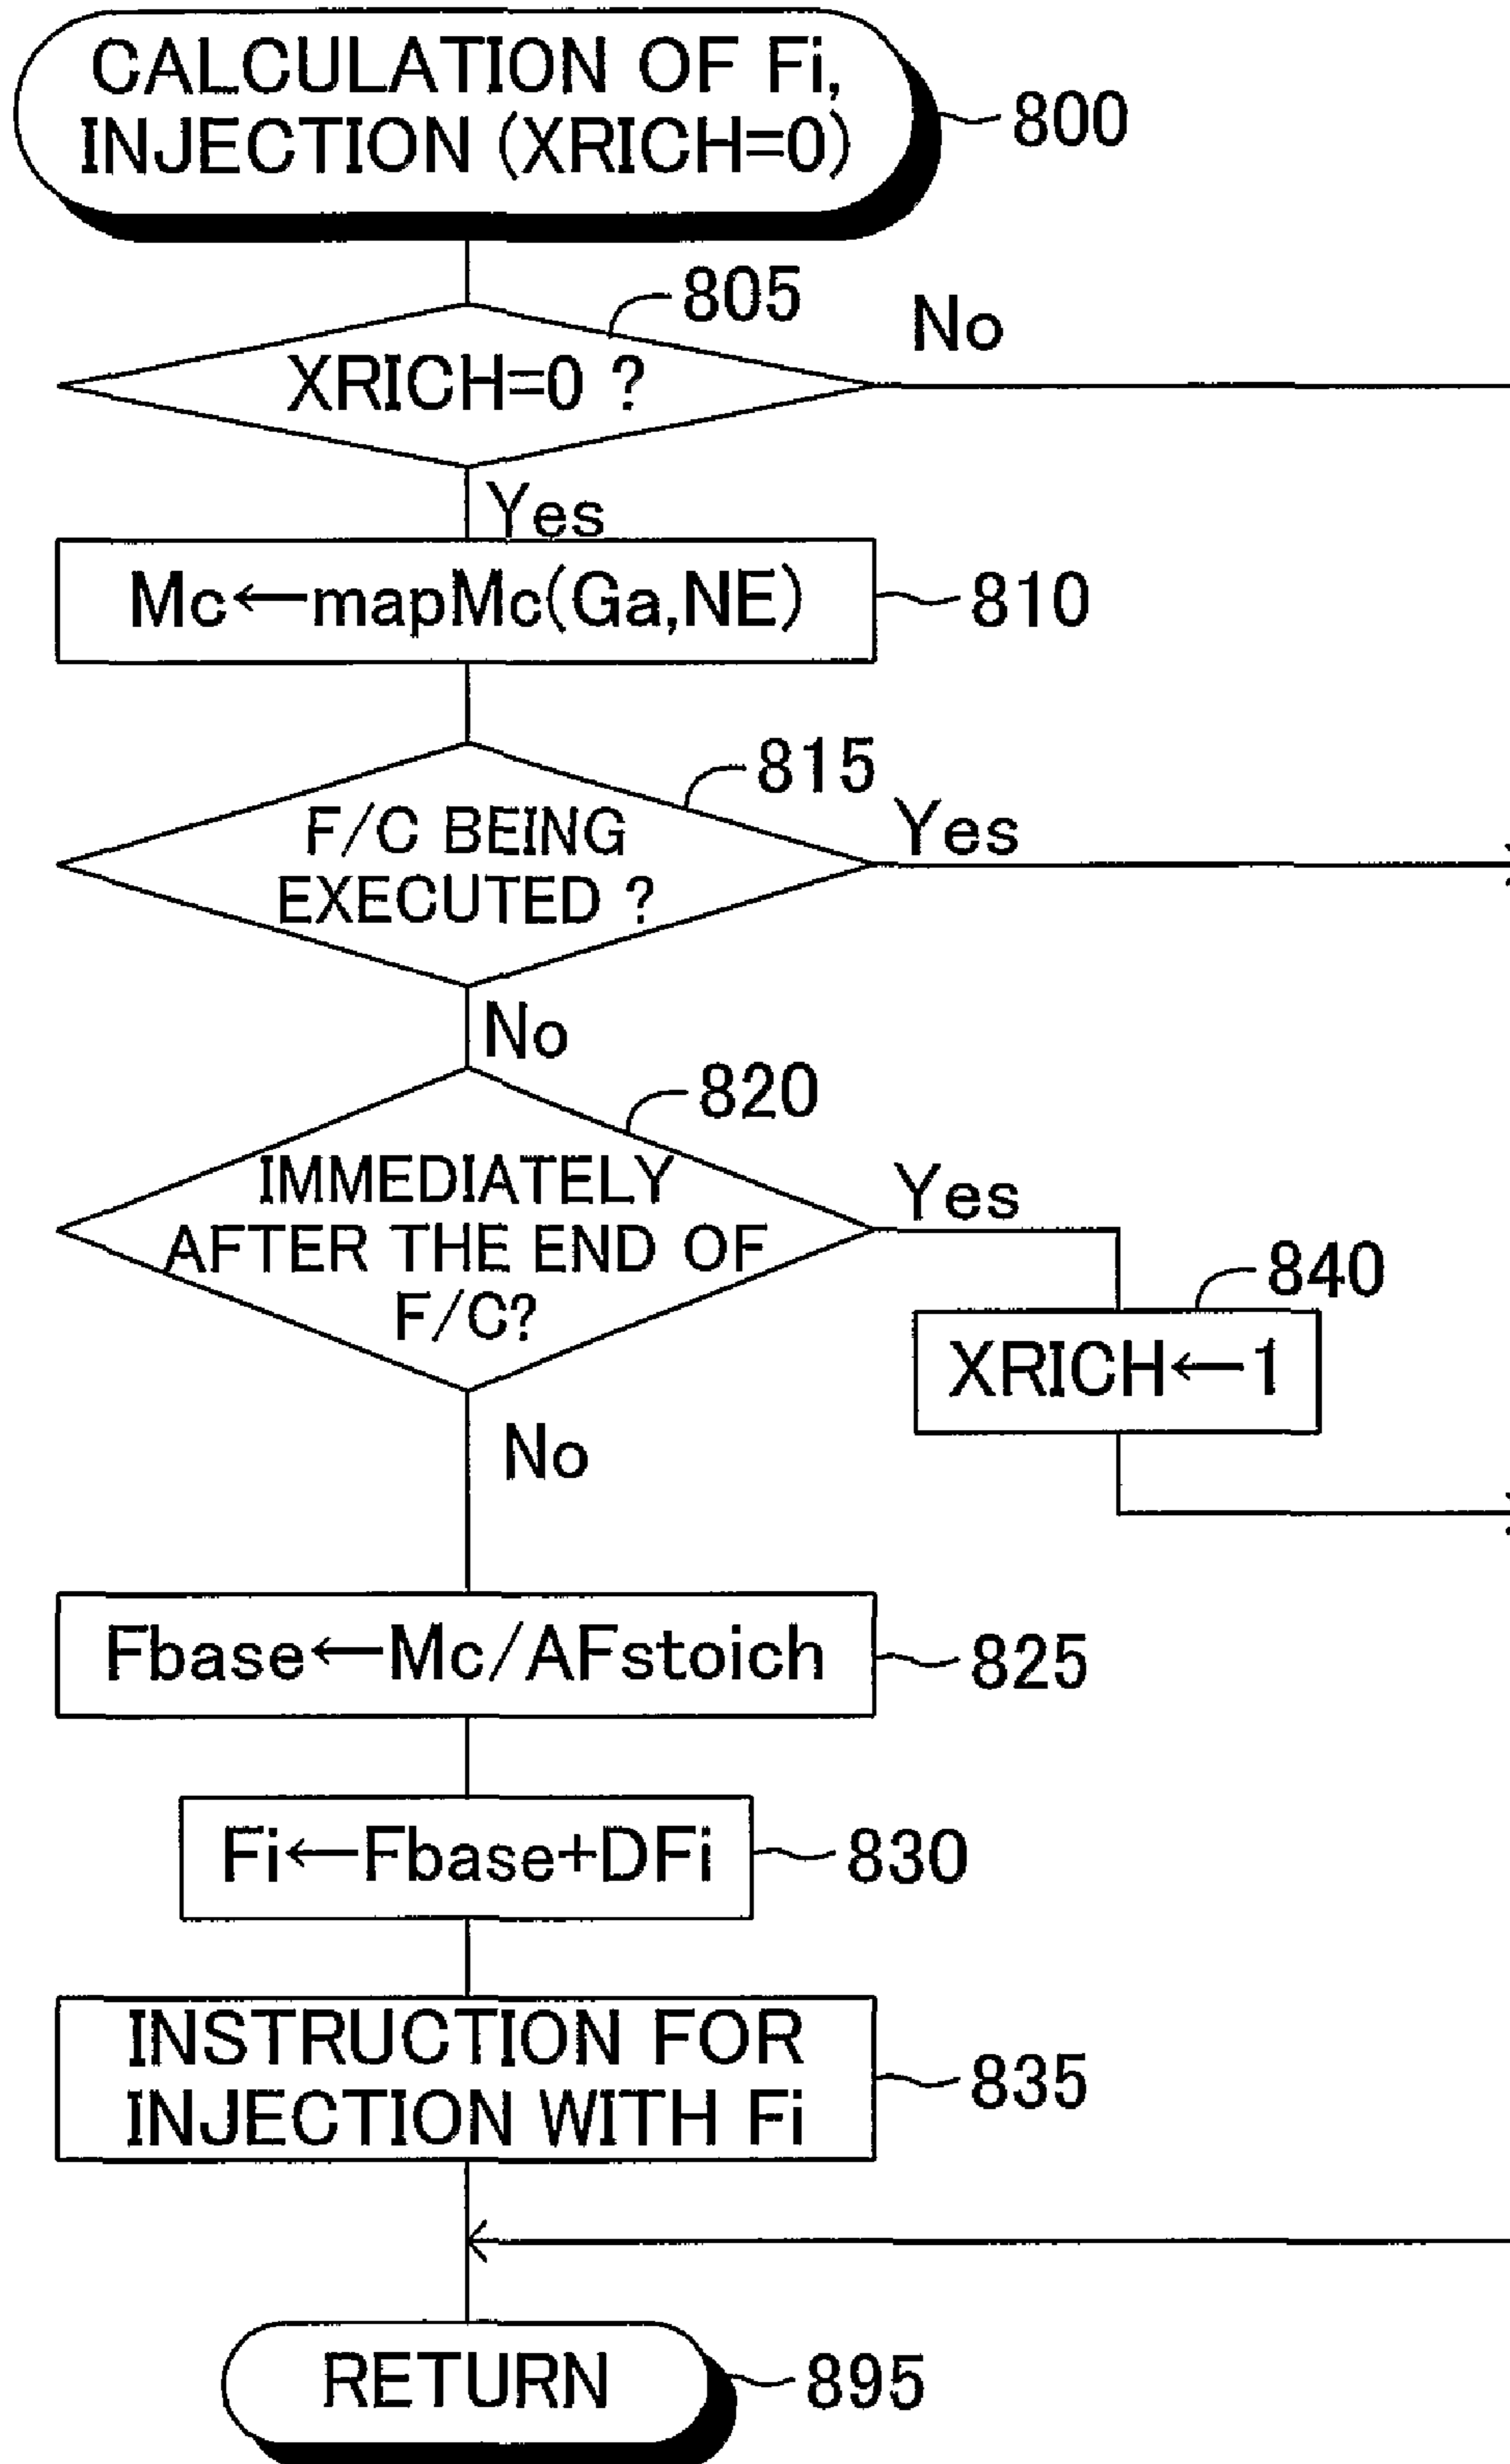 CALCULATION OF Fi,
INJECTION (XRICH=0)
800
805
XRICH=0 ?
No
Yes
Mc←mapMc(Ga,NE)
810
815
F/C BEING
EXECUTED ?
Yes
No
820
IMMEDIATELY
AFTER THE END OF
F/C?
Yes
840
XRICH←1
No
Fbase←Mc/AFstoich
825
Fi←Fbase+DFi
830
INSTRUCTION FOR
INJECTION WITH Fi
835
RETURN
895